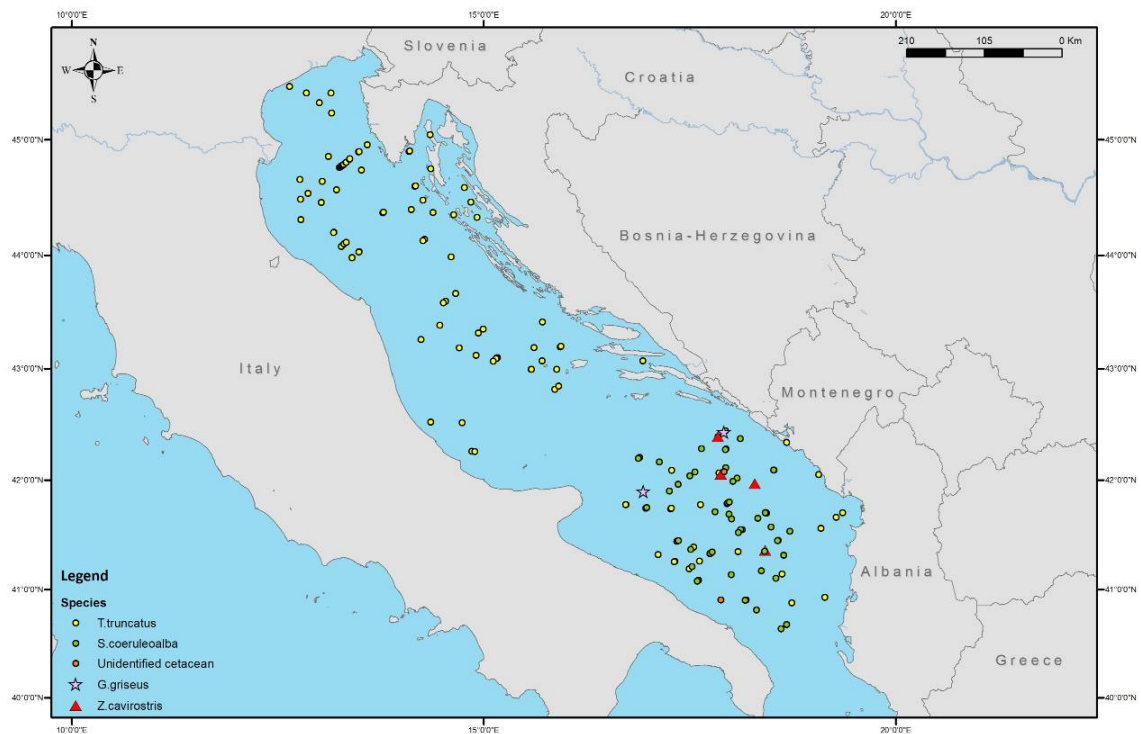 10°0'0"E 15°0'0"E 20°0'0"E
N
W E
S
210 105 0 Km
Slovenia
Croatia
45°0'0"N 45°0'0"N
Bosnia-Herzegovina
44°0'0"N 44°0'0"N
Italy
43°0'0"N 43°0'0"N
Montenegro
42°0'0"N 42°0'0"N
Albania
41°0'0"N 41°0'0"N
Legend
Species
T.truncatus
S.coeruleoalba
Unidentified cetacean
Greece
G.griseus
40°0'0"N 40°0'0"N
Z.cavirostris
10°0'0"E 15°0'0"E 20°0'0"E